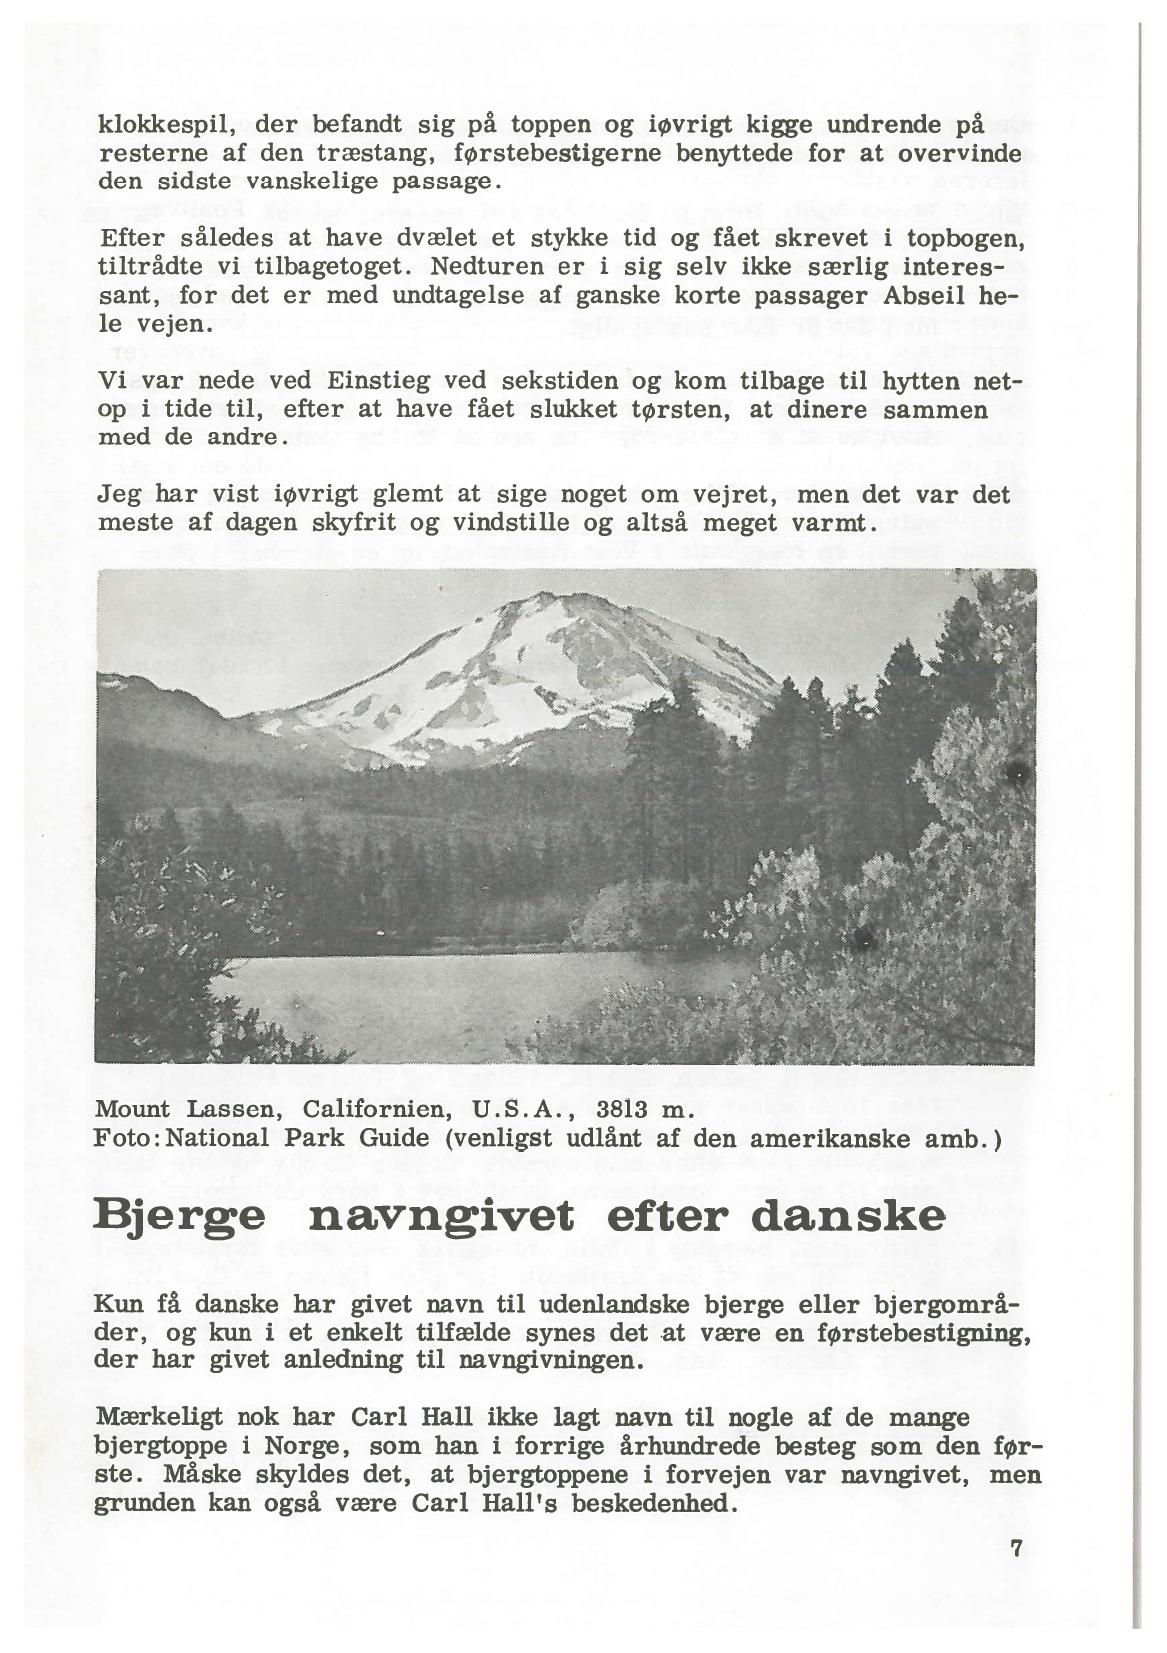 klokkespil, der befandt sig på toppen og iøvrigt kigge undrende på
resterne af den træstang, førstebestigerne benyttede for at overvinde
den sidste vanskelige passage.
Efter således at have dvælet et stykke tid og fået skrevet i topbogen,
tiltrådte vi tilbagetoget. Nedturen er i sig selv ikke særlig interes-
sant, for det er med undtagelse af ganske korte passager Abseil he-
le vejen.
Vi var nede ved Einstieg ved sekstiden og kom tilbage til hytten net-
op i tide til, efter at have fået slukket tørsten, at dinere sammen
med de andre.
Jeg har vist iøvrigt glemt at sige noget om vejret, men det var det
meste af dagen skyfrit og vindstille og altså meget varmt.
Mount Lassen, Californien, U.S.A., 3813 m.
Foto:National Park Guide (venligst udlånt af den amerikanske amb.)
Bjerge navngivet efter danske
Kun få danske har givet navn til udenlandske bjerge eller bjergområ-
der, og kun i et enkelt tilfælde synes det at være en førstebestigning,
der har givet anledning til navngivningen.
Mærkeligt nok har Carl Hall ikke lagt navn til nogle af de mange
bjergtoppe i Norge, som han i forrige århundrede besteg som den før-
ste. Måske skyldes det, at bjergtoppene i forvejen var navngivet, men
grunden kan også være Carl Hall's beskedenhed.
7